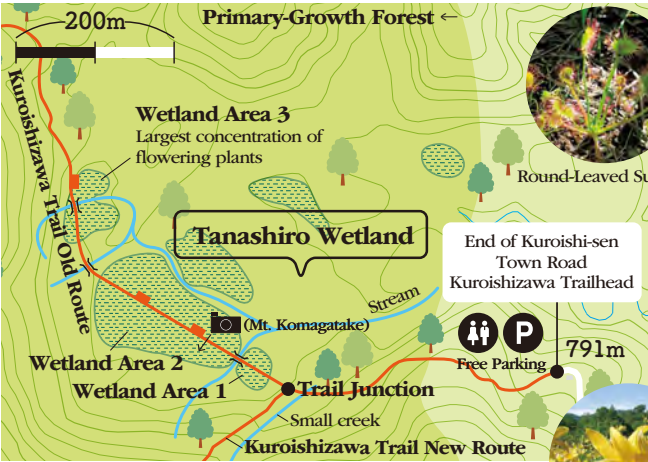 Primary-Growth Forest ←
200m
Kuroishizawa Trail Old Route
Wetland Area 3
Largest concentration of
flowering plants
Round-Leaved Su
Tanashiro Wetland
End of Kuroishi-sen
Town Road
Kuroishizawa Trailhead
Stream
(Mt. Komagatake)
P
Free Parking
791m
Wetland Area 2
Wetland Area 1
Trail Junction
Small creek
Kuroishizawa Trail New Route